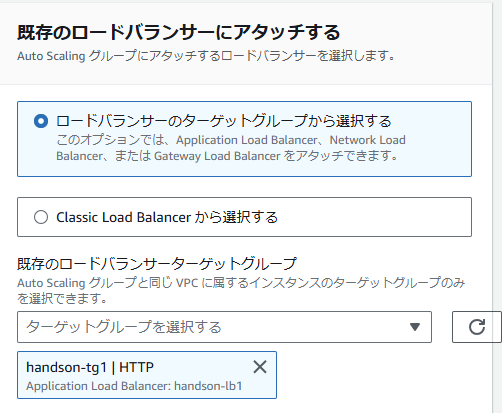 既存のロードバランサーにアタッチする
Auto Scaling グループにアタッチするロードバランサーを選択します。
ロードバランサーのターゲットグループから選択する
このオプションでは、Application Load Balancer、Network Load
Balancer、または Gateway Load Balancer をアタッチできます。
Classic Load Balancer から選択する
既存のロードバランサーターゲットグループ
Auto Scaling グループと同じ VPC に属するインスタンスのターゲットグループのみ
を選択できます。
ターゲットグループを選択する
handson-tg1 | HTTP
Application Load Balancer: handson-lb1